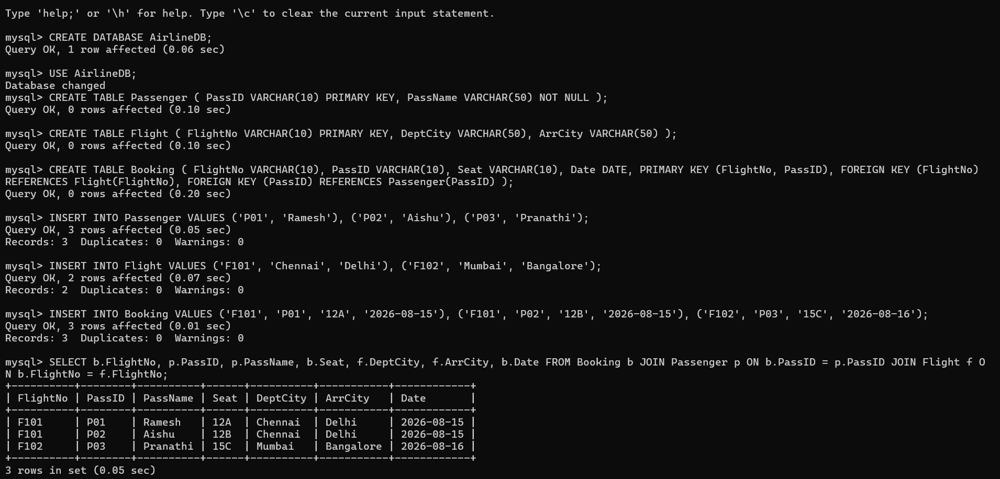 Type 'help;' or '\h' for help. Type '\c' to clear the current input statement.

mysql> CREATE DATABASE AirlineDB;
Query OK, 1 row affected (0.06 sec)

mysql> USE AirlineDB;
Database changed
mysql> CREATE TABLE Passenger ( PassID VARCHAR(10) PRIMARY KEY, PassName VARCHAR(50) NOT NULL );
Query OK, 0 rows affected (0.10 sec)

mysql> CREATE TABLE Flight ( FlightNo VARCHAR(10) PRIMARY KEY, DeptCity VARCHAR(50), ArrCity VARCHAR(50) );
Query OK, 0 rows affected (0.10 sec)

mysql> CREATE TABLE Booking ( FlightNo VARCHAR(10), PassID VARCHAR(10), Seat VARCHAR(10), Date DATE, PRIMARY KEY (FlightNo, PassID), FOREIGN KEY (FlightNo)
REFERENCES Flight(FlightNo), FOREIGN KEY (PassID) REFERENCES Passenger(PassID) );
Query OK, 0 rows affected (0.20 sec)

mysql> INSERT INTO Passenger VALUES ('P01', 'Ramesh'), ('P02', 'Aishu'), ('P03', 'Pranathi');
Query OK, 3 rows affected (0.05 sec)
Records: 3  Duplicates: 0  Warnings: 0

mysql> INSERT INTO Flight VALUES ('F101', 'Chennai', 'Delhi'), ('F102', 'Mumbai', 'Bangalore');
Query OK, 2 rows affected (0.07 sec)
Records: 2  Duplicates: 0  Warnings: 0

mysql> INSERT INTO Booking VALUES ('F101', 'P01', '12A', '2026-08-15'), ('F101', 'P02', '12B', '2026-08-15'), ('F102', 'P03', '15C', '2026-08-16');
Query OK, 3 rows affected (0.01 sec)
Records: 3  Duplicates: 0  Warnings: 0

mysql> SELECT b.FlightNo, p.PassID, p.PassName, b.Seat, f.DeptCity, f.ArrCity, b.Date FROM Booking b JOIN Passenger p ON b.PassID = p.PassID JOIN Flight f O
N b.FlightNo = f.FlightNo;
+----------+--------+----------+------+----------+-----------+------------+
| FlightNo | PassID | PassName | Seat | DeptCity | ArrCity   | Date       |
+----------+--------+----------+------+----------+-----------+------------+
| F101     | P01    | Ramesh   | 12A  | Chennai  | Delhi     | 2026-08-15 |
| F101     | P02    | Aishu    | 12B  | Chennai  | Delhi     | 2026-08-15 |
| F102     | P03    | Pranathi | 15C  | Mumbai   | Bangalore | 2026-08-16 |
+----------+--------+----------+------+----------+-----------+------------+
3 rows in set (0.05 sec)